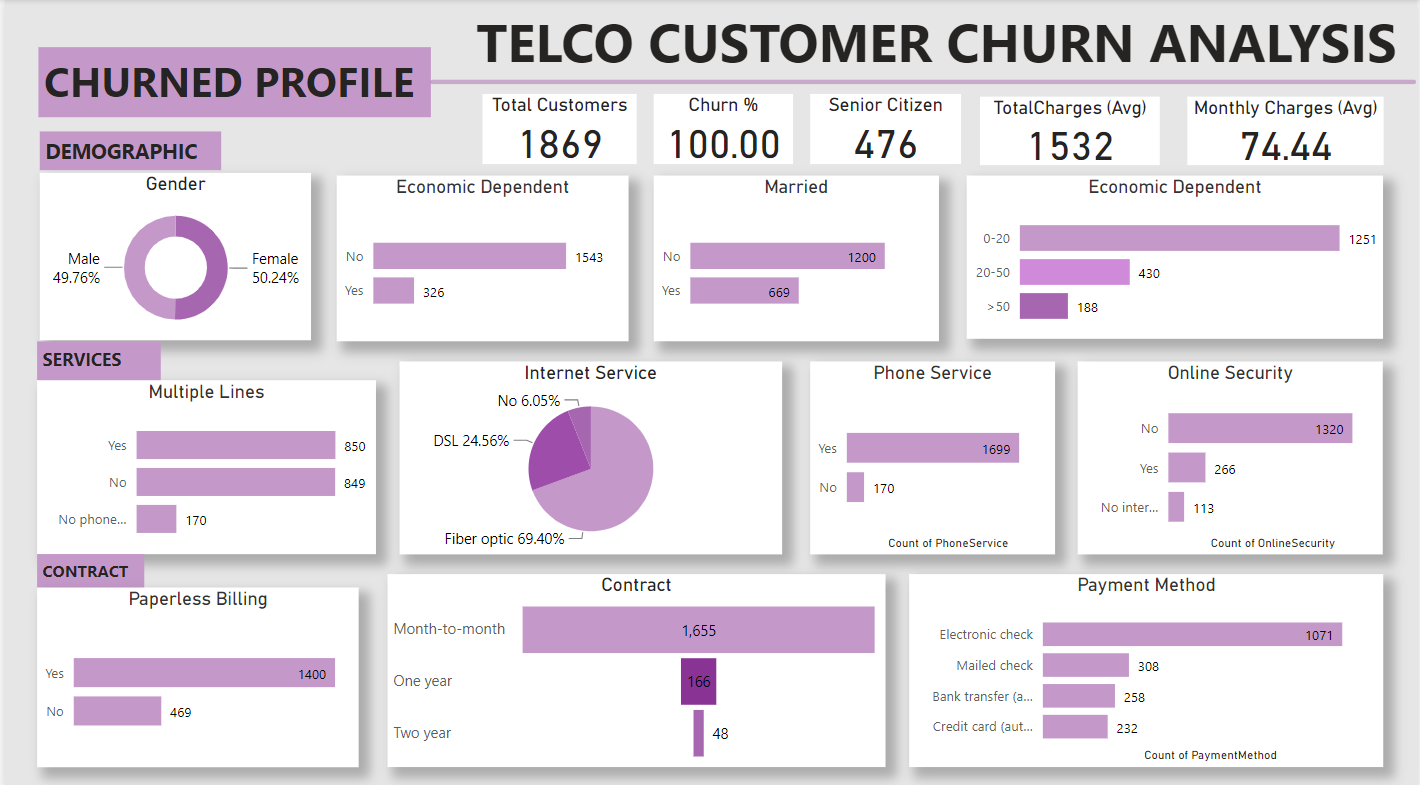 TELCO CUSTOMER CHURN ANALYSIS
CHURNED PROFILE
Total Customers
1869
Churn %
100.00
Senior Citizen
476
TotalCharges (Avg)
1532
Monthly Charges (Avg)
74.44
DEMOGRAPHIC
Gender
Male
49.76%
Female
50.24%
Economic Dependent
No 1543
Yes 326
Married
No 1200
Yes 669
Economic Dependent
0-20 1251
20-50 430
>50 188
SERVICES
Multiple Lines
Yes 850
No 849
No phone... 170
Internet Service
No 6.05%
DSL 24.56%
Fiber optic 69.40%
Phone Service
Yes 1699
No 170
Count of PhoneService
Online Security
No 1320
Yes 266
No inter... 113
Count of OnlineSecurity
CONTRACT
Paperless Billing
Yes 1400
No 469
Contract
Month-to-month 1,655
One year 166
Two year 48
Payment Method
Electronic check 1071
Mailed check 308
Bank transfer (a... 258
Credit card (aut... 232
Count of PaymentMethod